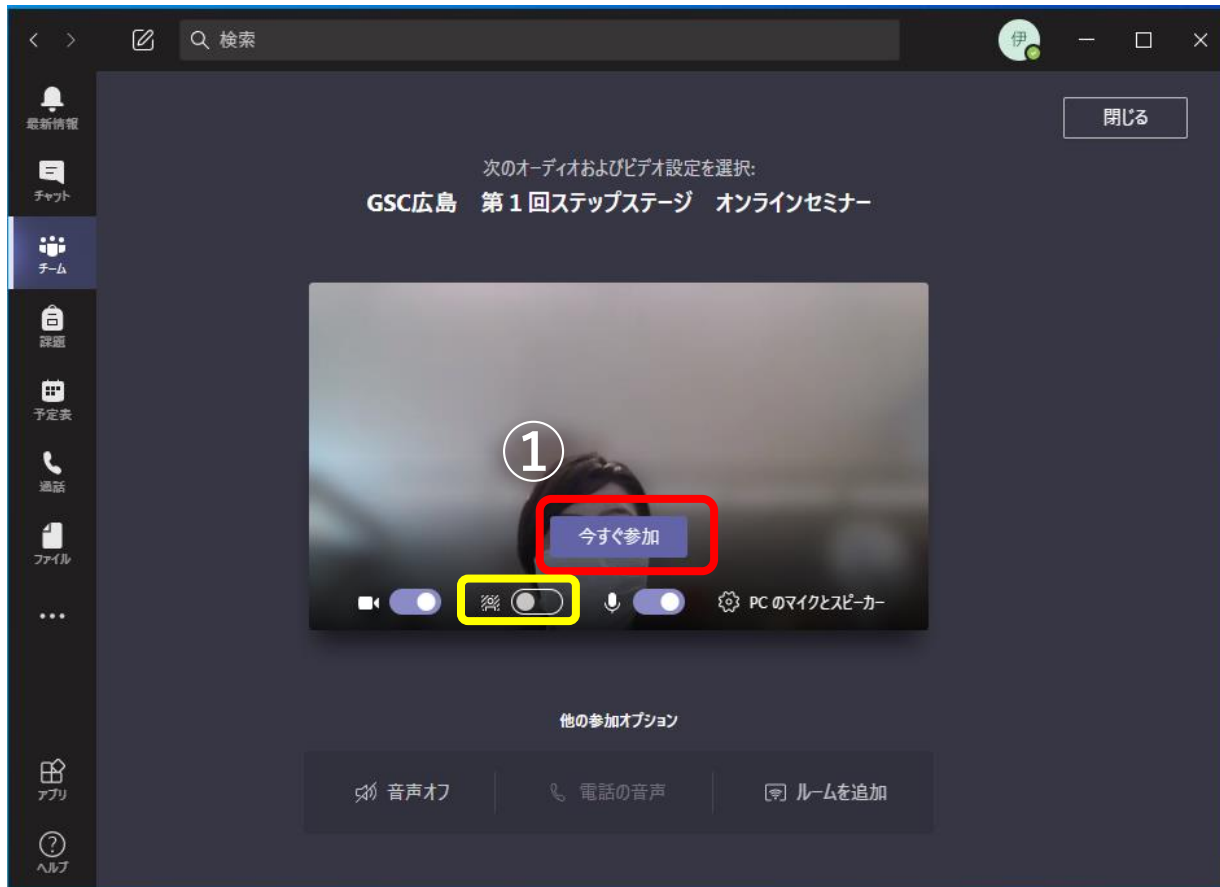 検索
伊
最新情報
チャット
チーム
課題
予定表
通話
ファイル
アプリ
ヘルプ
閉じる
次のオーディオおよびビデオ設定を選択:
GSC広島　第１回ステップステージ　オンラインセミナー
①
今すぐ参加
PC のマイクとスピーカー
他の参加オプション
音声オフ
電話の音声
ルームを追加